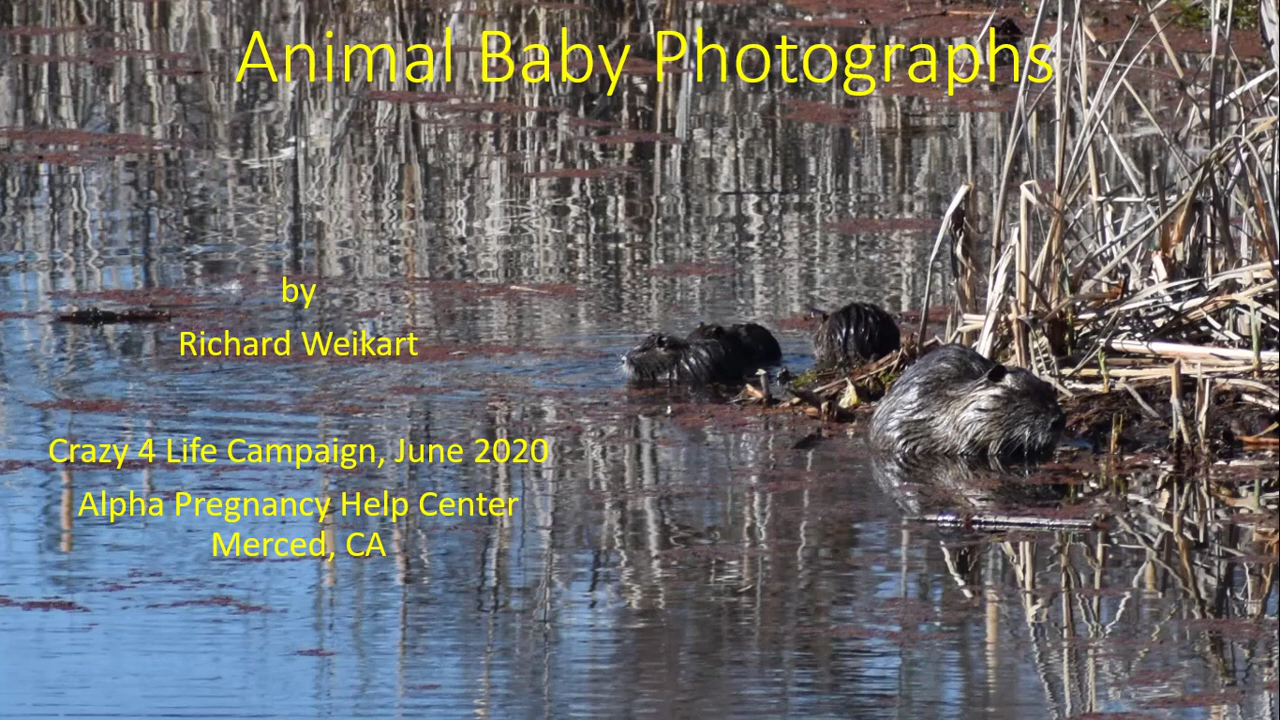 Animal Baby Photographs
by
Richard Weikart
Crazy 4 Life Campaign, June 2020
Alpha Pregnancy Help Center
Merced, CA